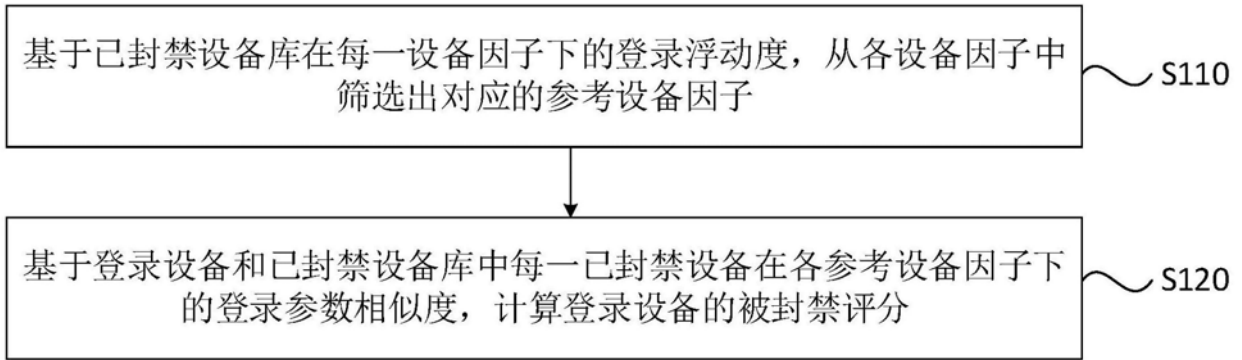 基于已封禁设备库在每一设备因子下的登录浮动度，从各设备因子中
筛选出对应的参考设备因子
S110
基于登录设备和已封禁设备库中每一已封禁设备在各参考设备因子下
的登录参数相似度，计算登录设备的被封禁评分
S120